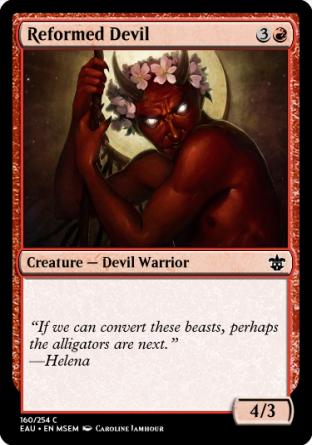 Reformed Devil 3
Creature — Devil Warrior
“If we can convert these beasts, perhaps
the alligators are next.”
—Helena
4/3
160/254 C
EAU • EN MSEM Caroline Iamhour